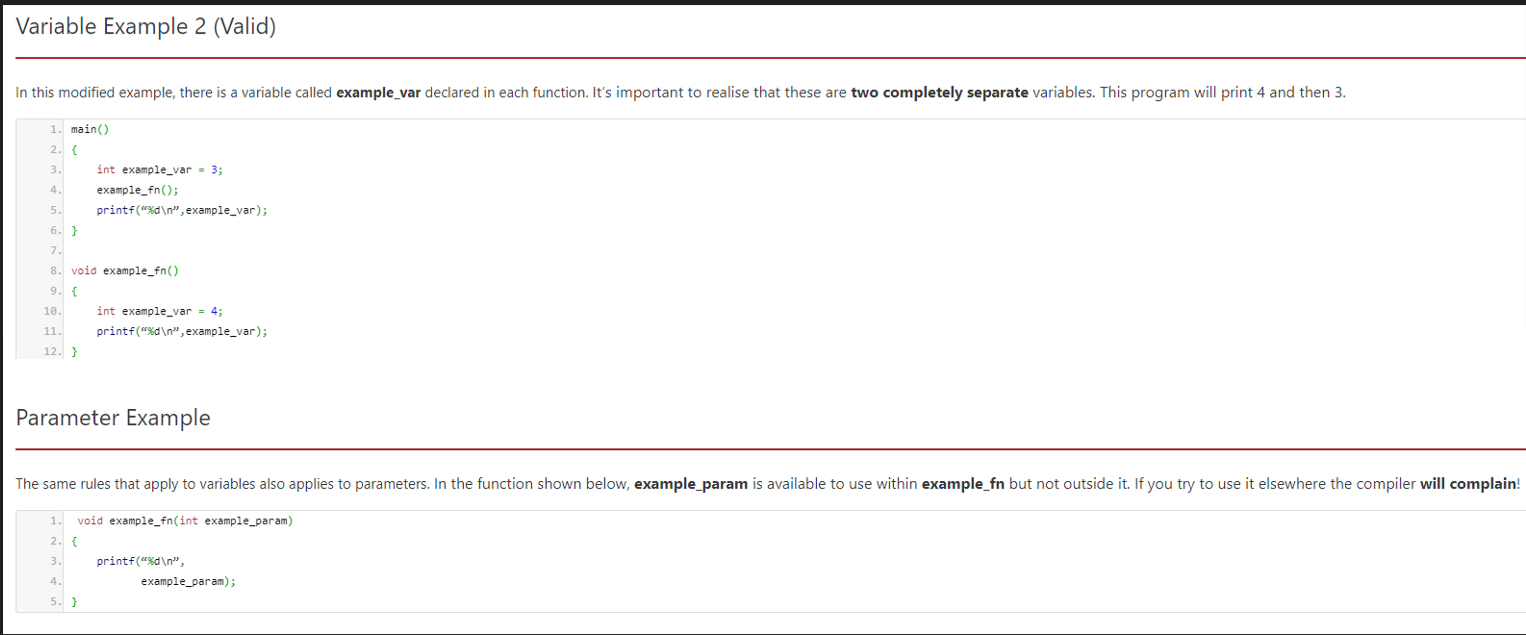 Variable Example 2 (Valid)
In this modified example, there is a variable called example_var declared in each function. It's important to realise that these are two completely separate variables. This program will print 4 and then 3.
1. main()
2. {
3.     int example_var = 3;
4.     example_fn();
5.     printf(“%d\n”,example_var);
6. }
7.
8. void example_fn()
9. {
10.     int example_var = 4;
11.     printf(“%d\n”,example_var);
12. }
Parameter Example
The same rules that apply to variables also applies to parameters. In the function shown below, example_param is available to use within example_fn but not outside it. If you try to use it elsewhere the compiler will complain!
1.  void example_fn(int example_param)
2. {
3.     printf(“%d\n”,
4.            example_param);
5. }